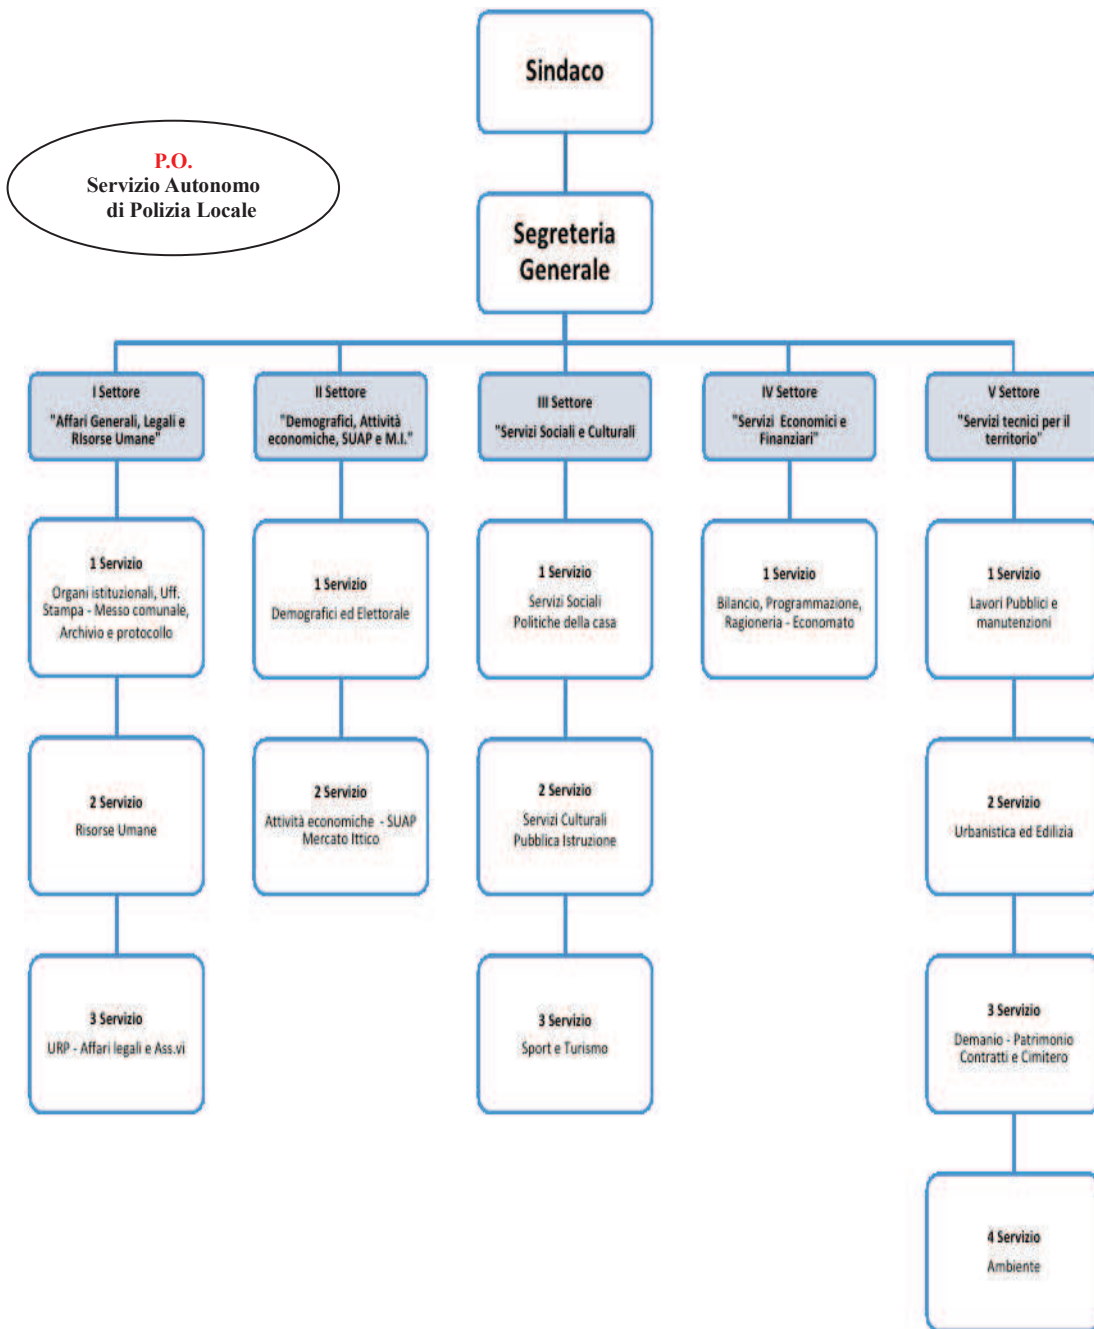 Sindaco
P.O.
Servizio Autonomo
di Polizia Locale
Segreteria
Generale
I Settore
"Affari Generali, Legali e
RIsorse Umane"
II Settore
"Demografici, Attività
economiche, SUAP e M.I."
III Settore
"Servizi Sociali e Culturali
IV Settore
"Servizi Economici e
Finanziari"
V Settore
"Servizi tecnici per il
territorio"
1 Servizio
Organi istituzionali, Uff.
Stampa - Messo comunale,
Archivio e protocollo
1 Servizio
Demografici ed Elettorale
1 Servizio
Servizi Sociali
Politiche della casa
1 Servizio
Bilancio, Programmazione,
Ragioneria - Economato
1 Servizio
Lavori Pubblici e
manutenzioni
2 Servizio
Risorse Umane
2 Servizio
Attività economiche - SUAP
Mercato Ittico
2 Servizio
Servizi Culturali
Pubblica Istruzione
2 Servizio
Urbanistica ed Edilizia
3 Servizio
URP - Affari legali e Ass.vi
3 Servizio
Sport e Turismo
3 Servizio
Demanio - Patrimonio
Contratti e Cimitero
4 Servizio
Ambiente